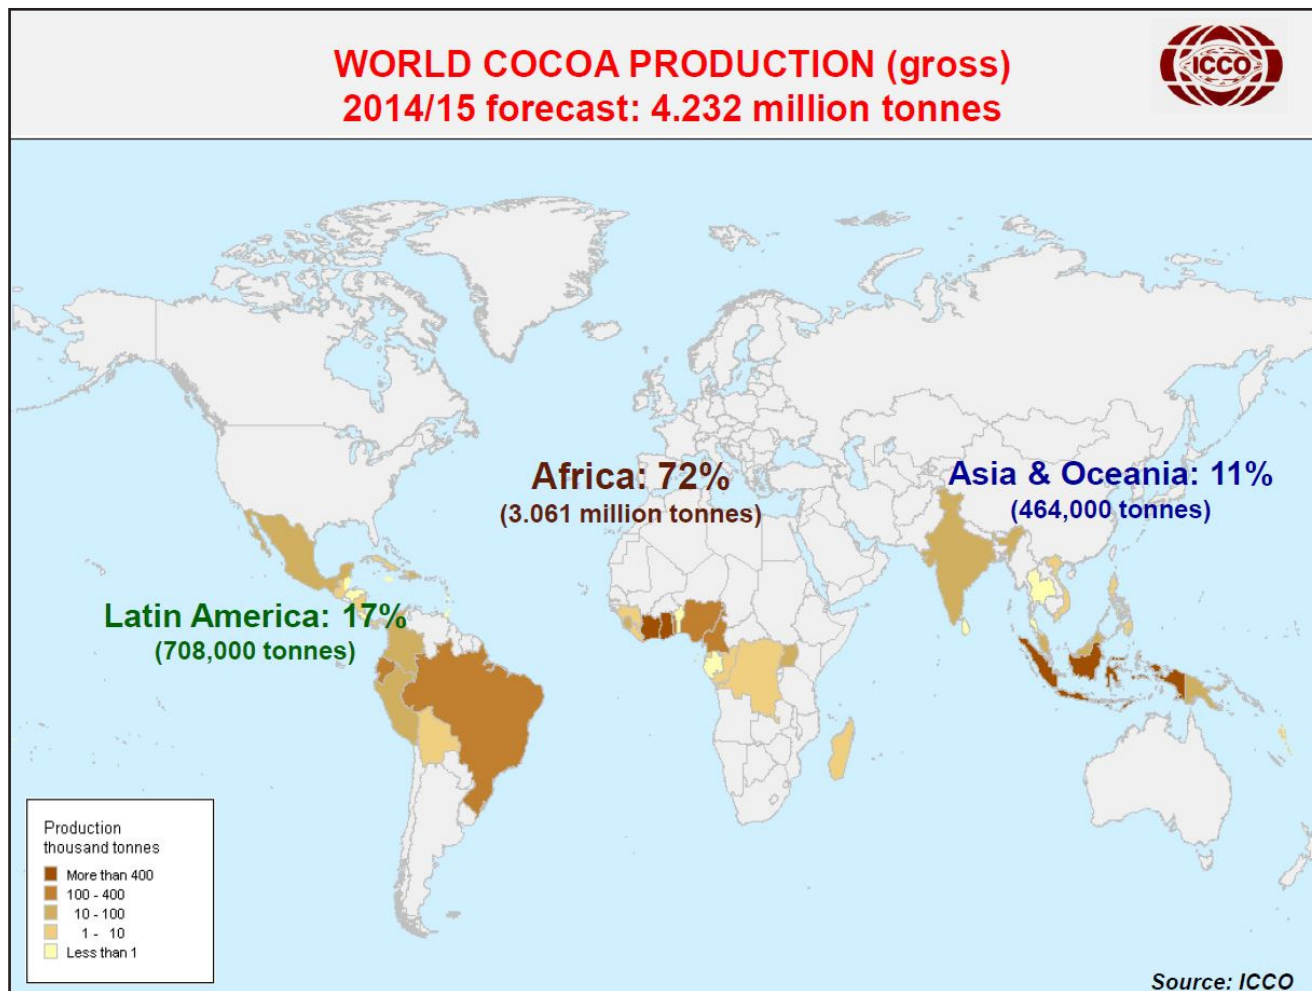 WORLD COCOA PRODUCTION (gross)
2014/15 forecast: 4.232 million tonnes
ICCO
Africa: 72%
(3.061 million tonnes)
Asia & Oceania: 11%
(464,000 tonnes)
Latin America: 17%
(708,000 tonnes)
Production
thousand tonnes
More than 400
100 - 400
10 - 100
1 - 10
Less than 1
Source: ICCO